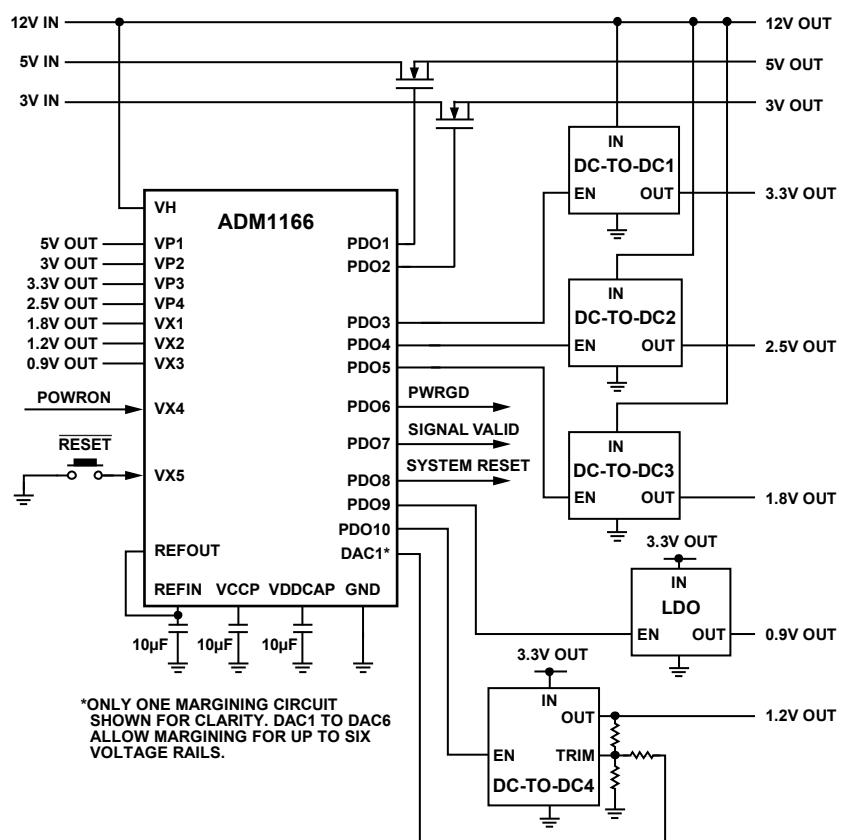 12V IN
12V OUT
5V IN
5V OUT
3V IN
3V OUT
IN
DC-TO-DC1
EN OUT
3.3V OUT
VH
ADM1166
5V OUT VP1
3V OUT VP2
3.3V OUT VP3
2.5V OUT VP4
1.8V OUT VX1
1.2V OUT VX2
0.9V OUT VX3
POWRON
VX4
RESET
VX5
REFOUT
REFIN VCCP VDDCAP GND
10µF 10µF 10µF
PDO1
PDO2
PDO3
PDO4
PDO5
PDO6
PWRGD
PDO7
SIGNAL VALID
PDO8
SYSTEM RESET
PDO9
PDO10
DAC1*
IN
DC-TO-DC2
EN OUT
2.5V OUT
IN
DC-TO-DC3
EN OUT
1.8V OUT
3.3V OUT
IN
LDO
EN OUT
0.9V OUT
3.3V OUT
IN
OUT
1.2V OUT
EN TRIM
DC-TO-DC4
*ONLY ONE MARGINING CIRCUIT
SHOWN FOR CLARITY. DAC1 TO DAC6
ALLOW MARGINING FOR UP TO SIX
VOLTAGE RAILS.